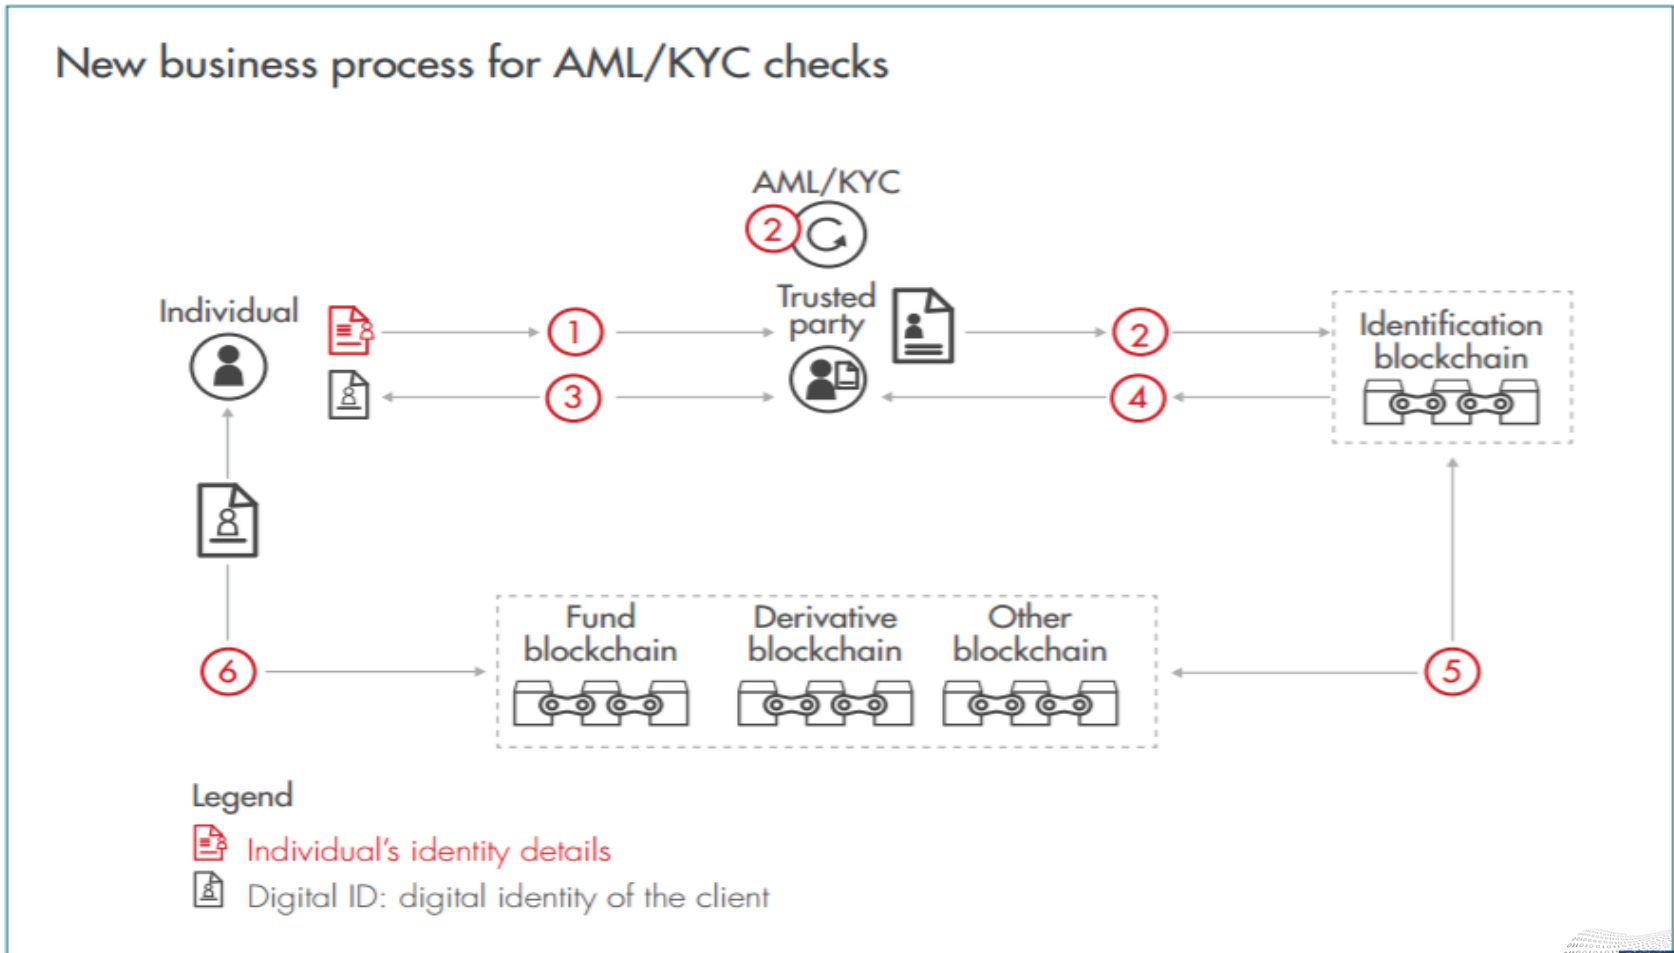 New business process for AML/KYC checks
AML/KYC
2
Individual
Trusted
party
1
2
Identification
blockchain
3
4
Fund
blockchain
Derivative
blockchain
Other
blockchain
6
5
Legend
Individual's identity details
Digital ID: digital identity of the client